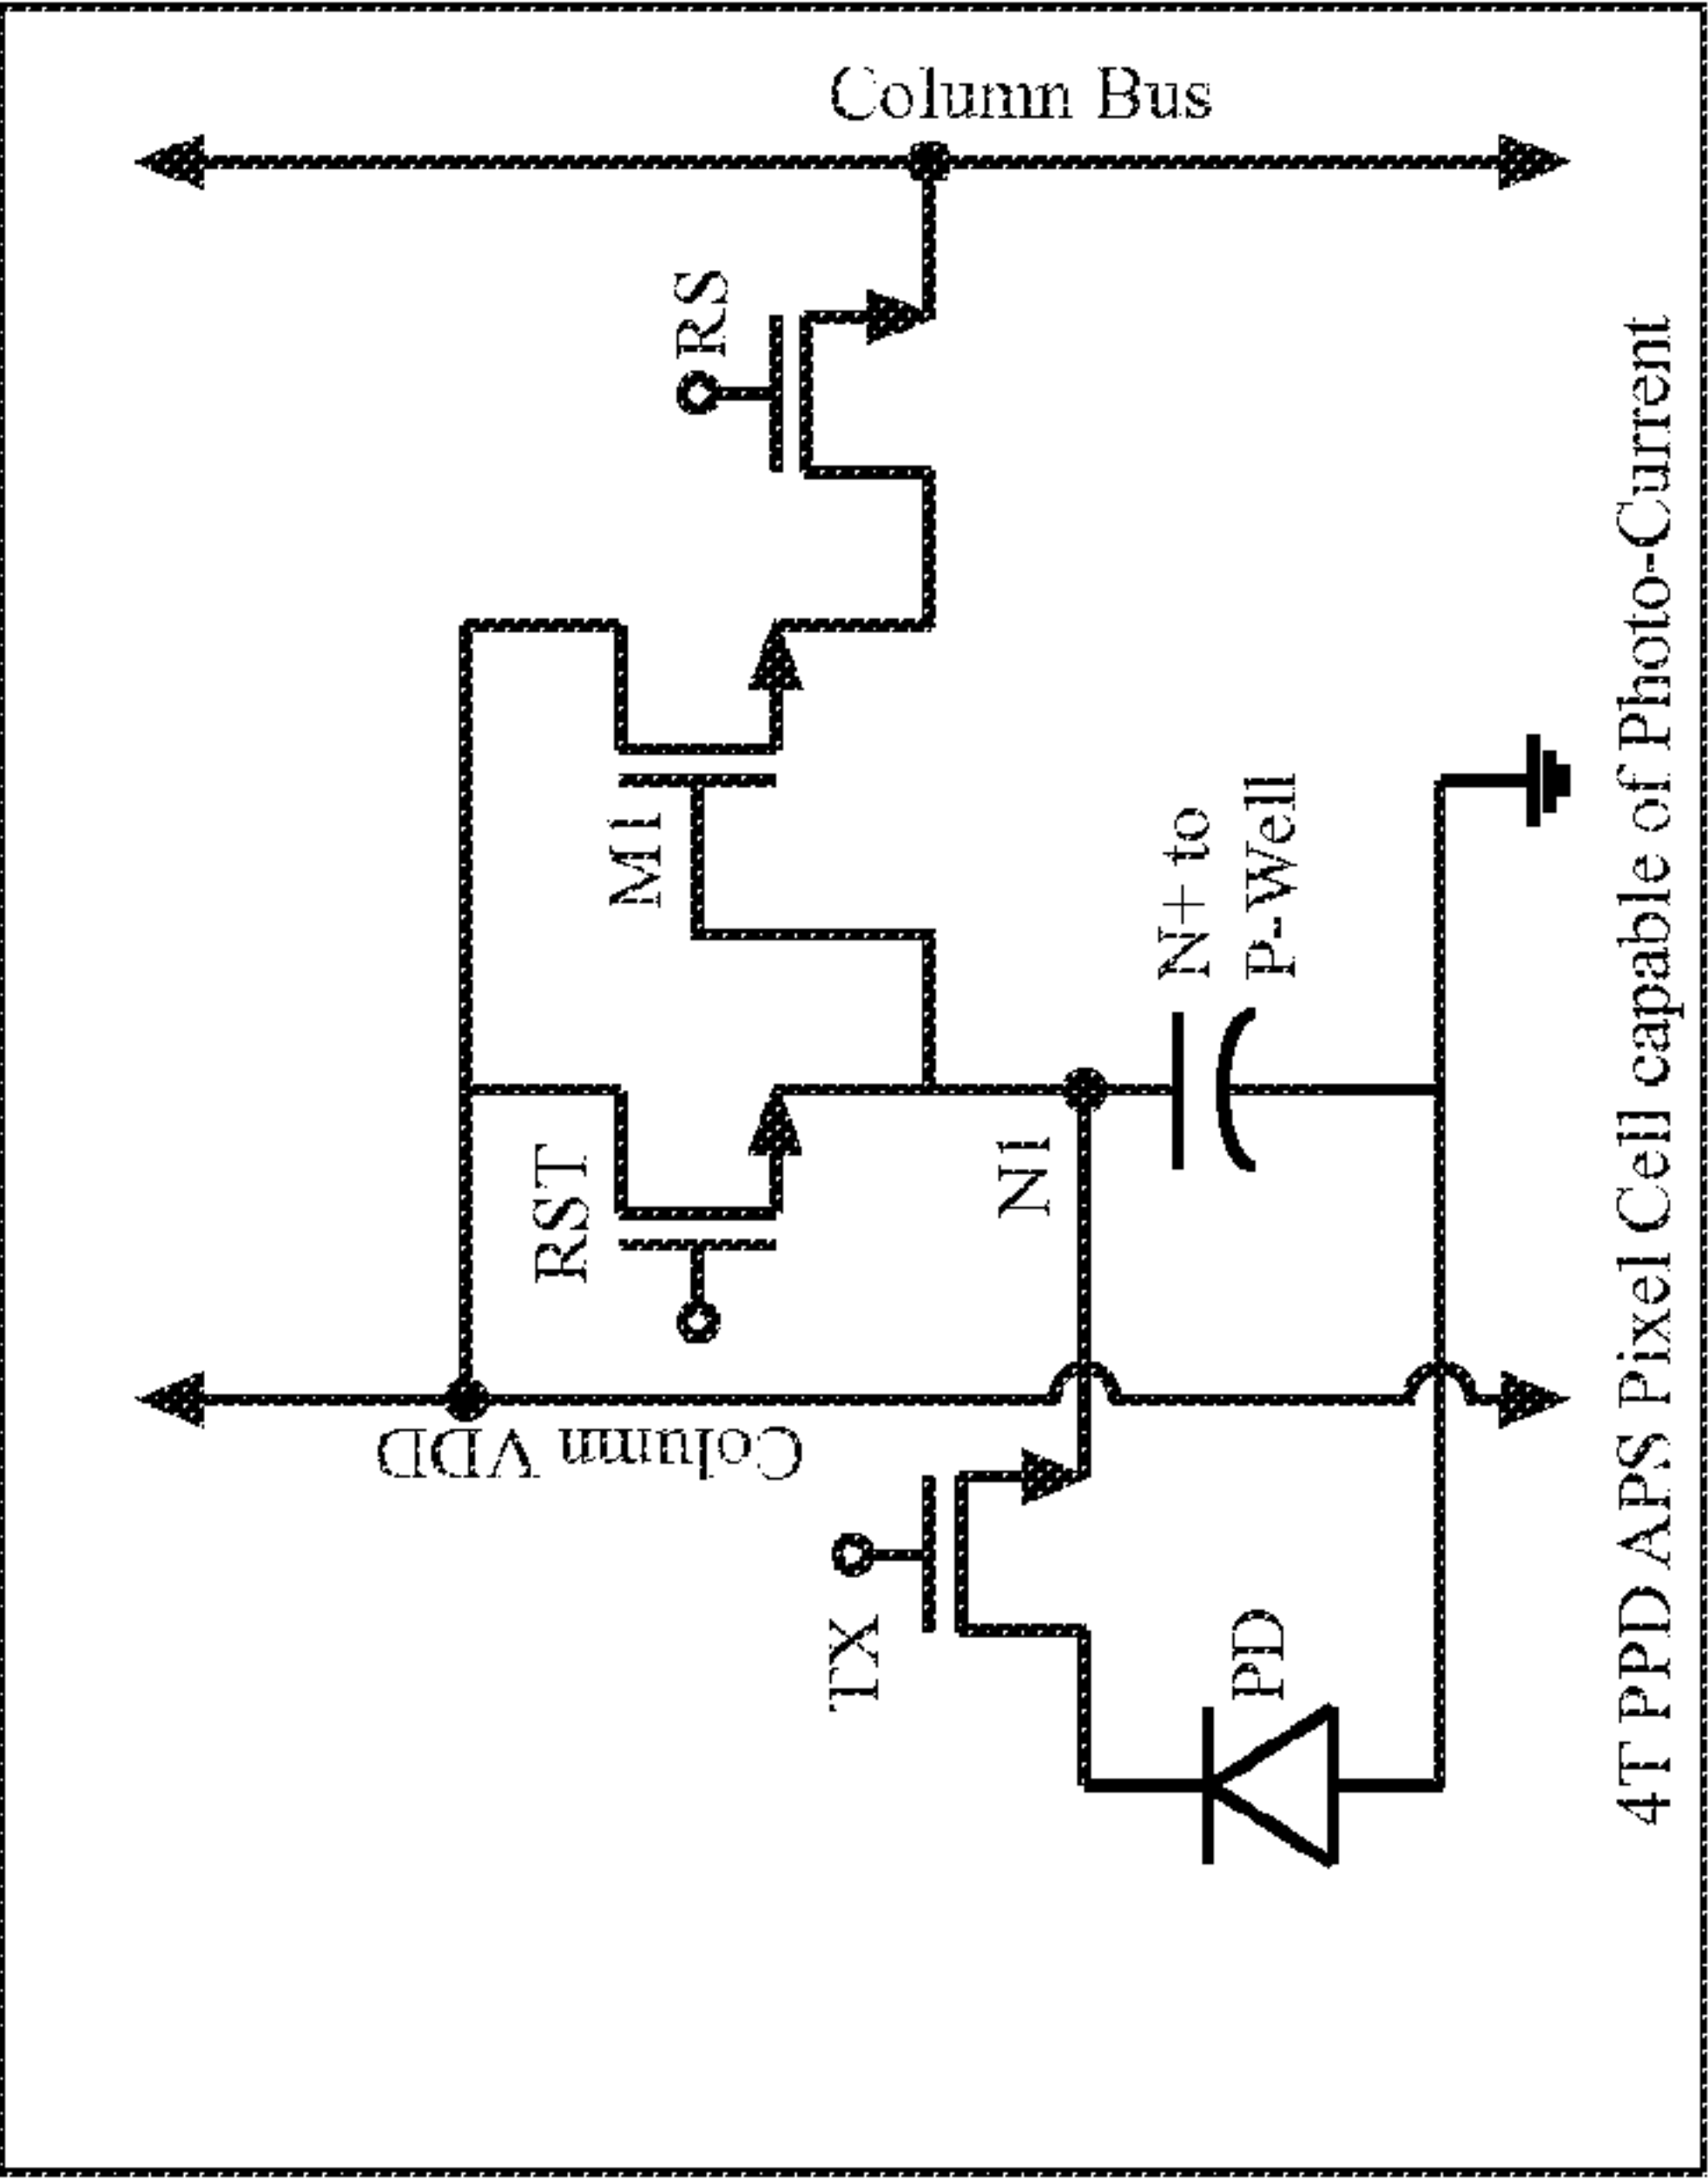 Column VDD
Column Bus
RST
M1
RS
TX
N1
N+ to
P-Well
PD
4T PPD APS Pixel Cell capable of Photo-Current